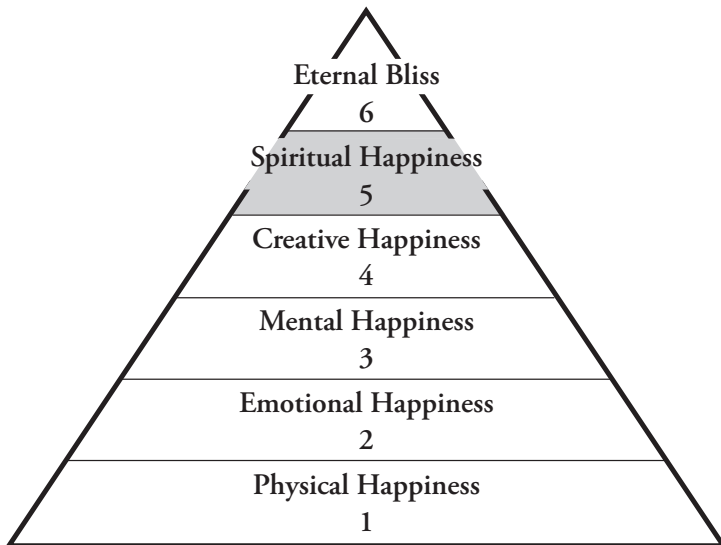 Eternal Bliss
6
Spiritual Happiness
5
Creative Happiness
4
Mental Happiness
3
Emotional Happiness
2
Physical Happiness
1